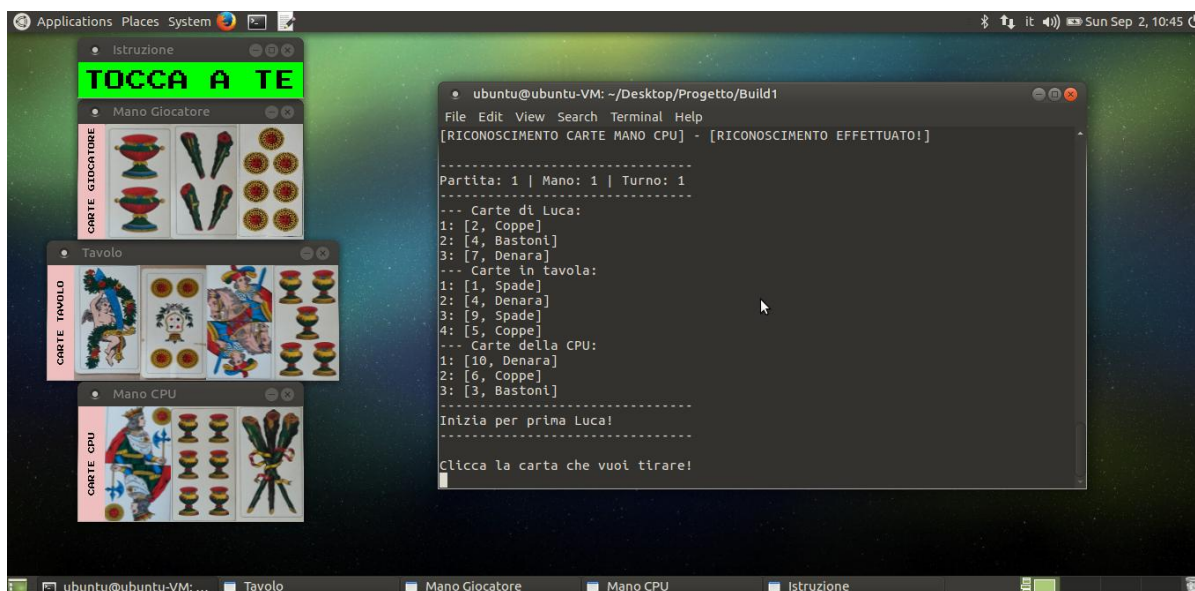 Applications Places System
it Sun Sep 2, 10:45
Istruzione
TOCCA A TE
Mano Giocatore
CARTE GIOCATORE
Tavolo
CARTE TAVOLO
Mano CPU
CARTE CPU
ubuntu@ubuntu-VM: ~/Desktop/Progetto/Build1
File Edit View Search Terminal Help
[RICONOSCIMENTO CARTE MANO CPU] - [RICONOSCIMENTO EFFETTUATO!]
--------------------------------
Partita: 1 | Mano: 1 | Turno: 1
--------------------------------
--- Carte di Luca:
1: [2, Coppe]
2: [4, Bastoni]
3: [7, Denara]
--- Carte in tavola:
1: [1, Spade]
2: [4, Denara]
3: [9, Spade]
4: [5, Coppe]
--- Carte della CPU:
1: [10, Denara]
2: [6, Coppe]
3: [3, Bastoni]
--------------------------------
Inizia per prima Luca!
--------------------------------
Clicca la carta che vuoi tirare!
ubuntu@ubuntu-VM: ... Tavolo Mano Giocatore Mano CPU Istruzione